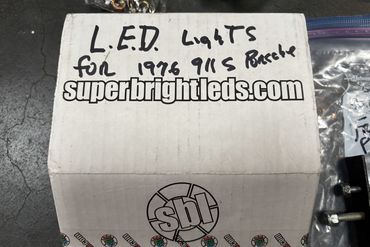 L.E.D. LighTS
FOR 1976 911S Porsche
superbrightleds.com
sbl